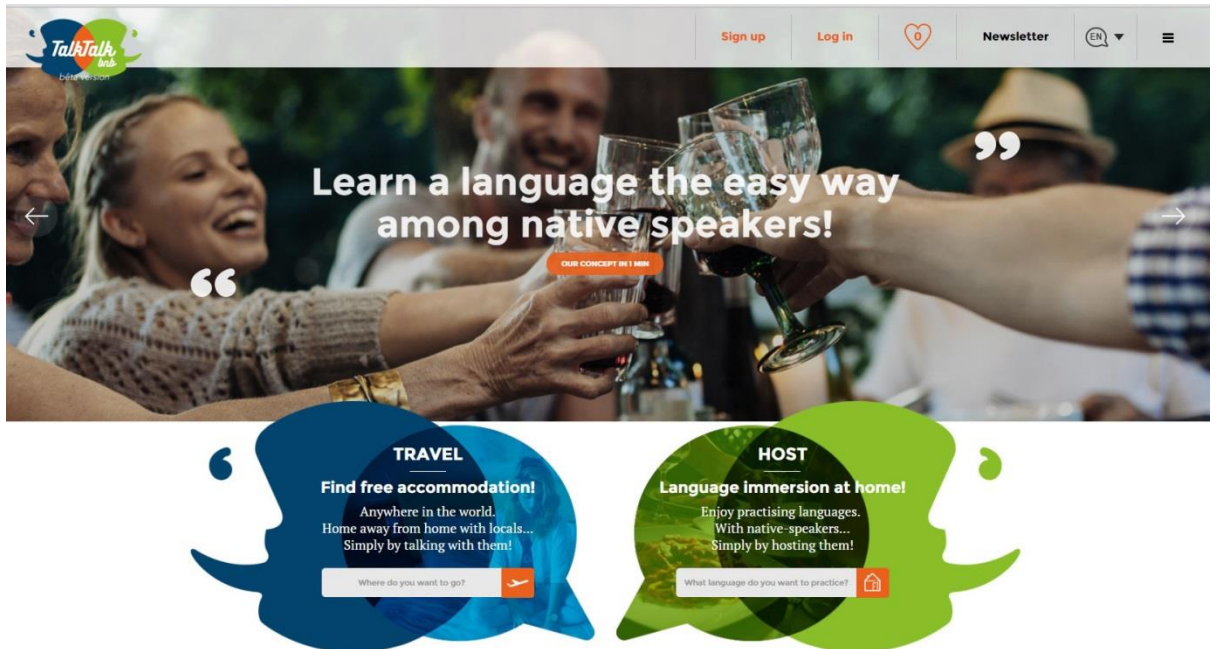 TalkTalk
bnb
bêta version
Sign up
Log in
0
Newsletter
EN
Learn a language the easy way
among native speakers!
OUR CONCEPT IN 1 MIN
TRAVEL
Find free accommodation!
Anywhere in the world.
Home away from home with locals...
Simply by talking with them!
Where do you want to go?
HOST
Language immersion at home!
Enjoy practising languages.
With native-speakers...
Simply by hosting them!
What language do you want to practice?